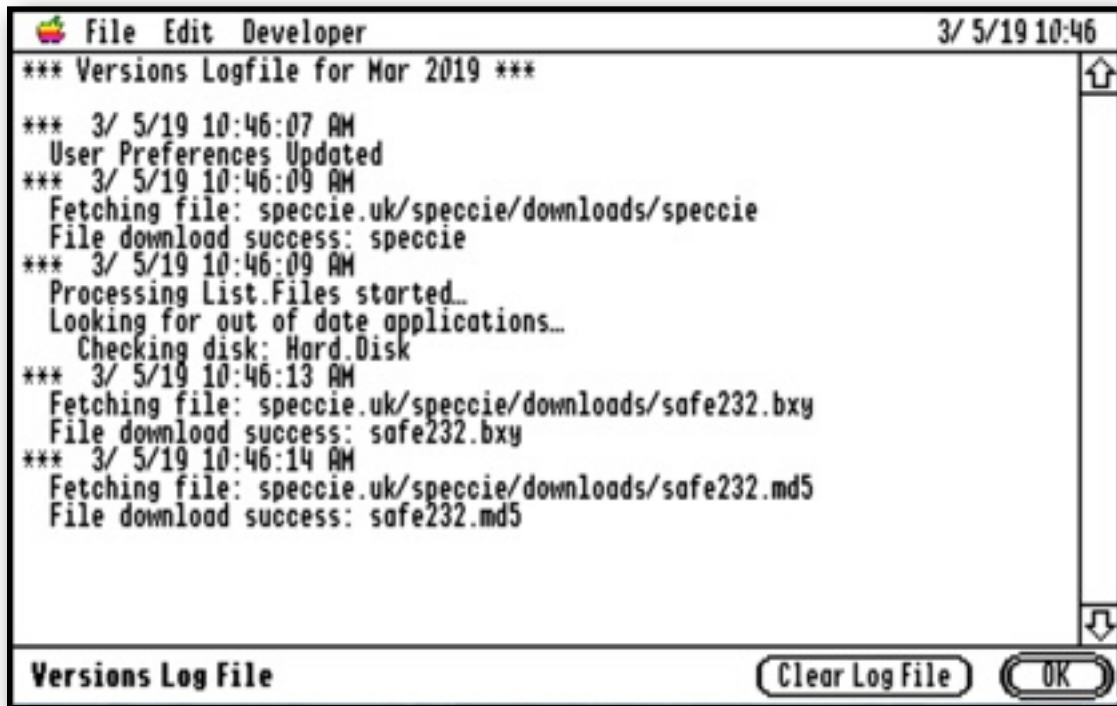 File Edit Developer 3/ 5/19 10:46
*** Versions Logfile for Mar 2019 ***
*** 3/ 5/19 10:46:07 AM
User Preferences Updated
*** 3/ 5/19 10:46:09 AM
Fetching file: speccie.uk/speccie/downloads/speccie
File download success: speccie
*** 3/ 5/19 10:46:09 AM
Processing List.Files started…
Looking for out of date applications…
Checking disk: Hard.Disk
*** 3/ 5/19 10:46:13 AM
Fetching file: speccie.uk/speccie/downloads/safe232.bxy
File download success: safe232.bxy
*** 3/ 5/19 10:46:14 AM
Fetching file: speccie.uk/speccie/downloads/safe232.md5
File download success: safe232.md5
Versions Log File Clear Log File OK